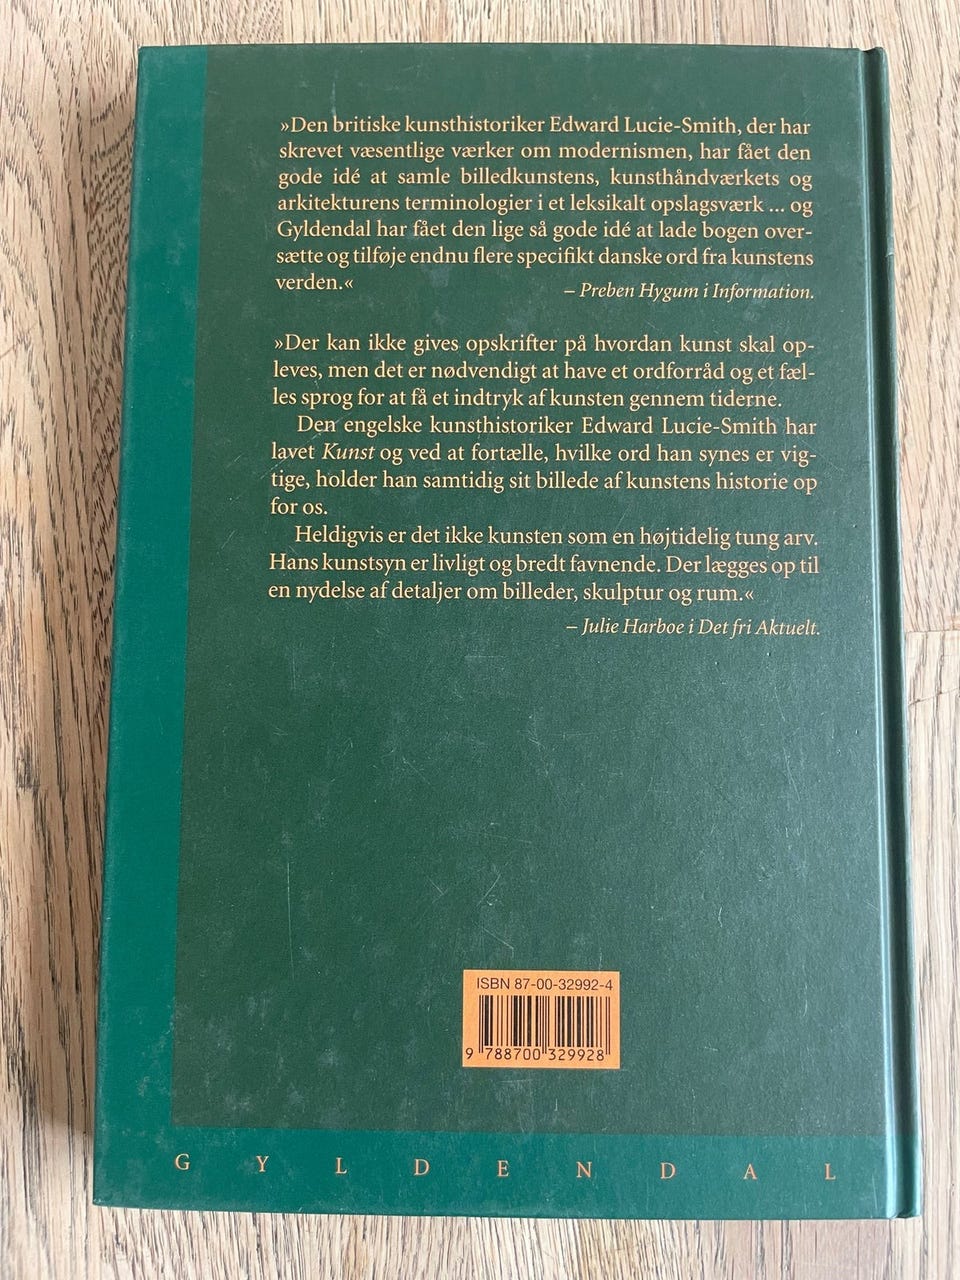 »Den britiske kunsthistoriker Edward Lucie-Smith, der har
skrevet væsentlige værker om modernismen, har fået den
gode idé at samle billedkunstens, kunsthåndværkets og
arkitekturens terminologier i et leksikalt opslagsværk ... og
Gyldendal har fået den lige så gode idé at lade bogen over-
sætte og tilføje endnu flere specifikt danske ord fra kunstens
verden.«
– Preben Hygum i Information.
»Der kan ikke gives opskrifter på hvordan kunst skal op-
leves, men det er nødvendigt at have et ordforråd og et fæl-
les sprog for at få et indtryk af kunsten gennem tiderne.
Den engelske kunsthistoriker Edward Lucie-Smith har
lavet Kunst og ved at fortælle, hvilke ord han synes er vig-
tige, holder han samtidig sit billede af kunstens historie op
for os.
Heldigvis er det ikke kunsten som en højtidelig tung arv.
Hans kunstsyn er livligt og bredt favnende. Der lægges op til
en nydelse af detaljer om billeder, skulptur og rum.«
– Julie Harboe i Det fri Aktuelt.
ISBN 87-00-32992-4
9 788700 329928
GYLDENDAL